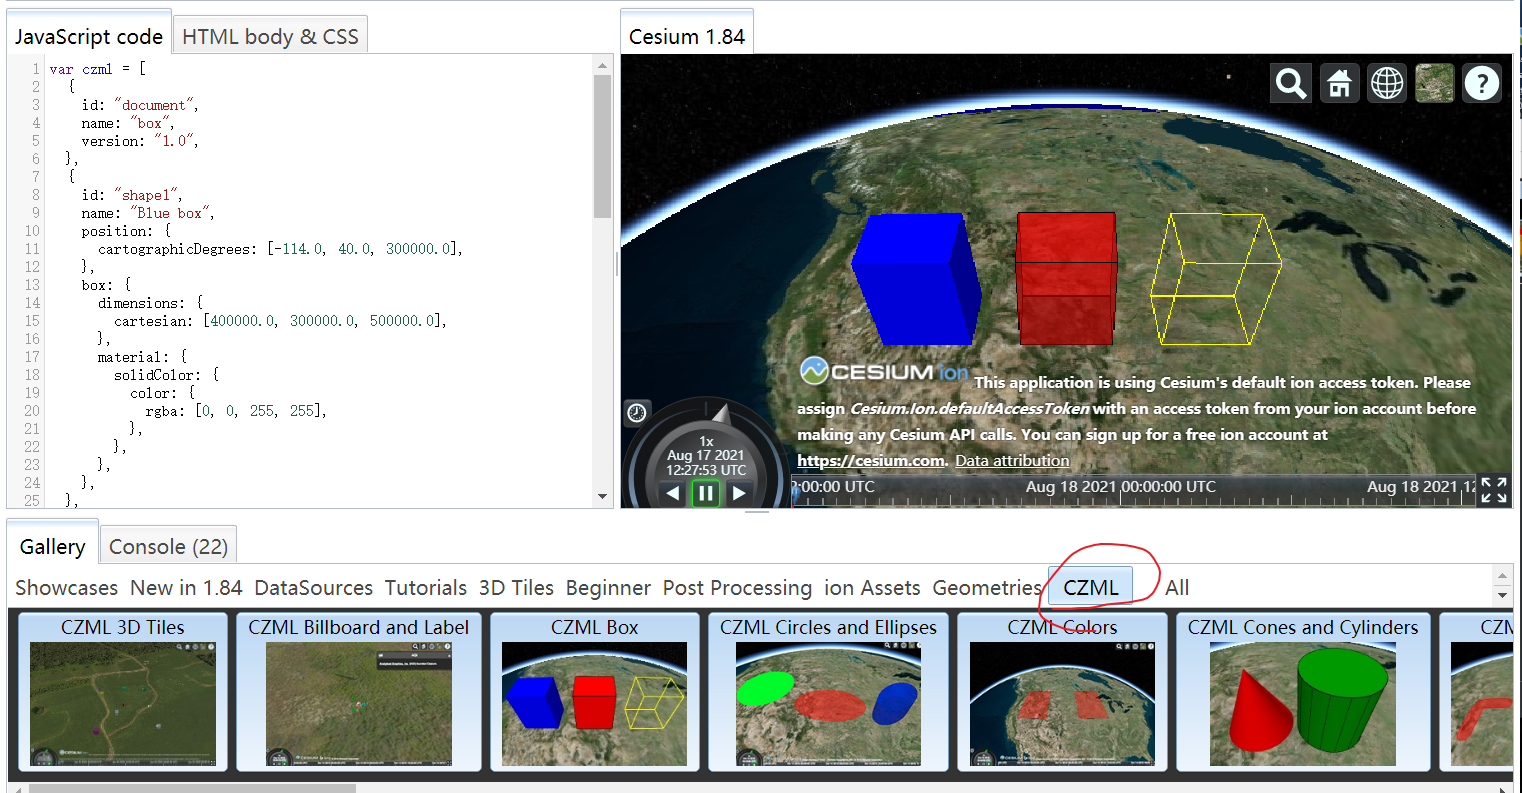 JavaScript code
HTML body & CSS
1 var czml = [
2 {
3 id: "document",
4 name: "box",
5 version: "1.0",
6 },
7 {
8 id: "shape1",
9 name: "Blue box",
10 position: {
11 cartographicDegrees: [-114.0, 40.0, 300000.0],
12 },
13 box: {
14 dimensions: {
15 cartesian: [400000.0, 300000.0, 500000.0],
16 },
17 material: {
18 solidColor: {
19 color: {
20 rgba: [0, 0, 255, 255],
21 },
22 },
23 },
24 },
25 },
Cesium 1.84
?
CESIUM ion This application is using Cesium's default ion access token. Please
assign Cesium.Ion.defaultAccessToken with an access token from your ion account before
making any Cesium API calls. You can sign up for a free ion account at
https://cesium.com. Data attribution
1x
Aug 17 2021
12:27:53 UTC
:00:00 UTC
Aug 18 2021 00:00:00 UTC
Aug 18 2021 12
Gallery
Console (22)
Showcases New in 1.84 DataSources Tutorials 3D Tiles Beginner Post Processing ion Assets Geometries CZML All
CZML 3D Tiles
CZML Billboard and Label
CZML Box
CZML Circles and Ellipses
CZML Colors
CZML Cones and Cylinders